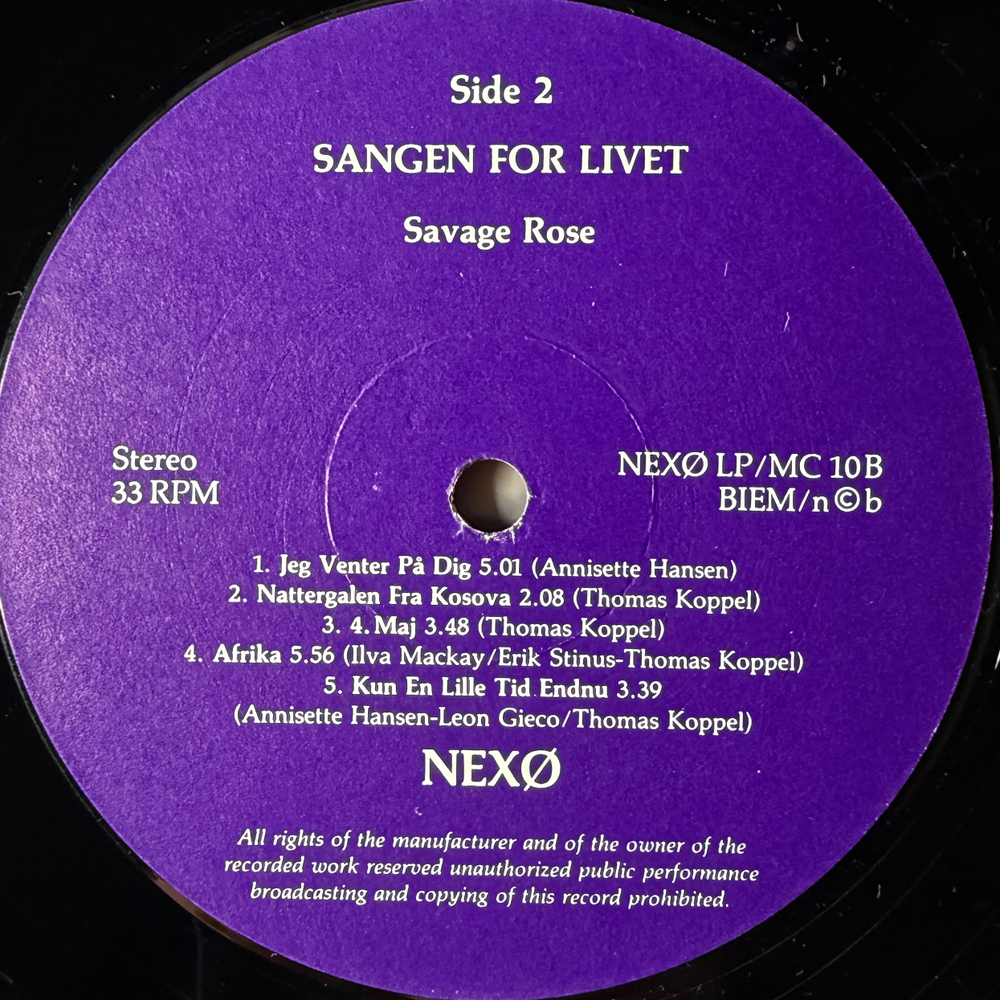 Side 2
SANGEN FOR LIVET
Savage Rose
Stereo
33 RPM
NEXØ LP/MC 10B
BIEM/n©b
1. Jeg Venter På Dig 5.01 (Annisette Hansen)
2. Nattergalen Fra Kosova 2.08 (Thomas Koppel)
3. 4. Maj 3.48 (Thomas Koppel)
4. Afrika 5.56 (Ilva Mackay/Erik Stinus-Thomas Koppel)
5. Kun En Lille Tid Endnu 3.39
(Annisette Hansen-Leon Gieco/Thomas Koppel)
NEXØ
All rights of the manufacturer and of the owner of the
recorded work reserved unauthorized public performance
broadcasting and copying of this record prohibited.